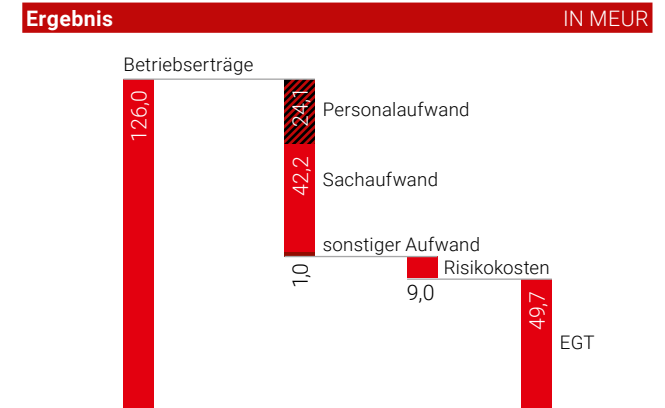 Ergebnis IN MEUR
Betriebserträge
126,0
24,1 Personalaufwand
42,2 Sachaufwand
sonstiger Aufwand
1,0
Risikokosten
9,0
49,7
EGT